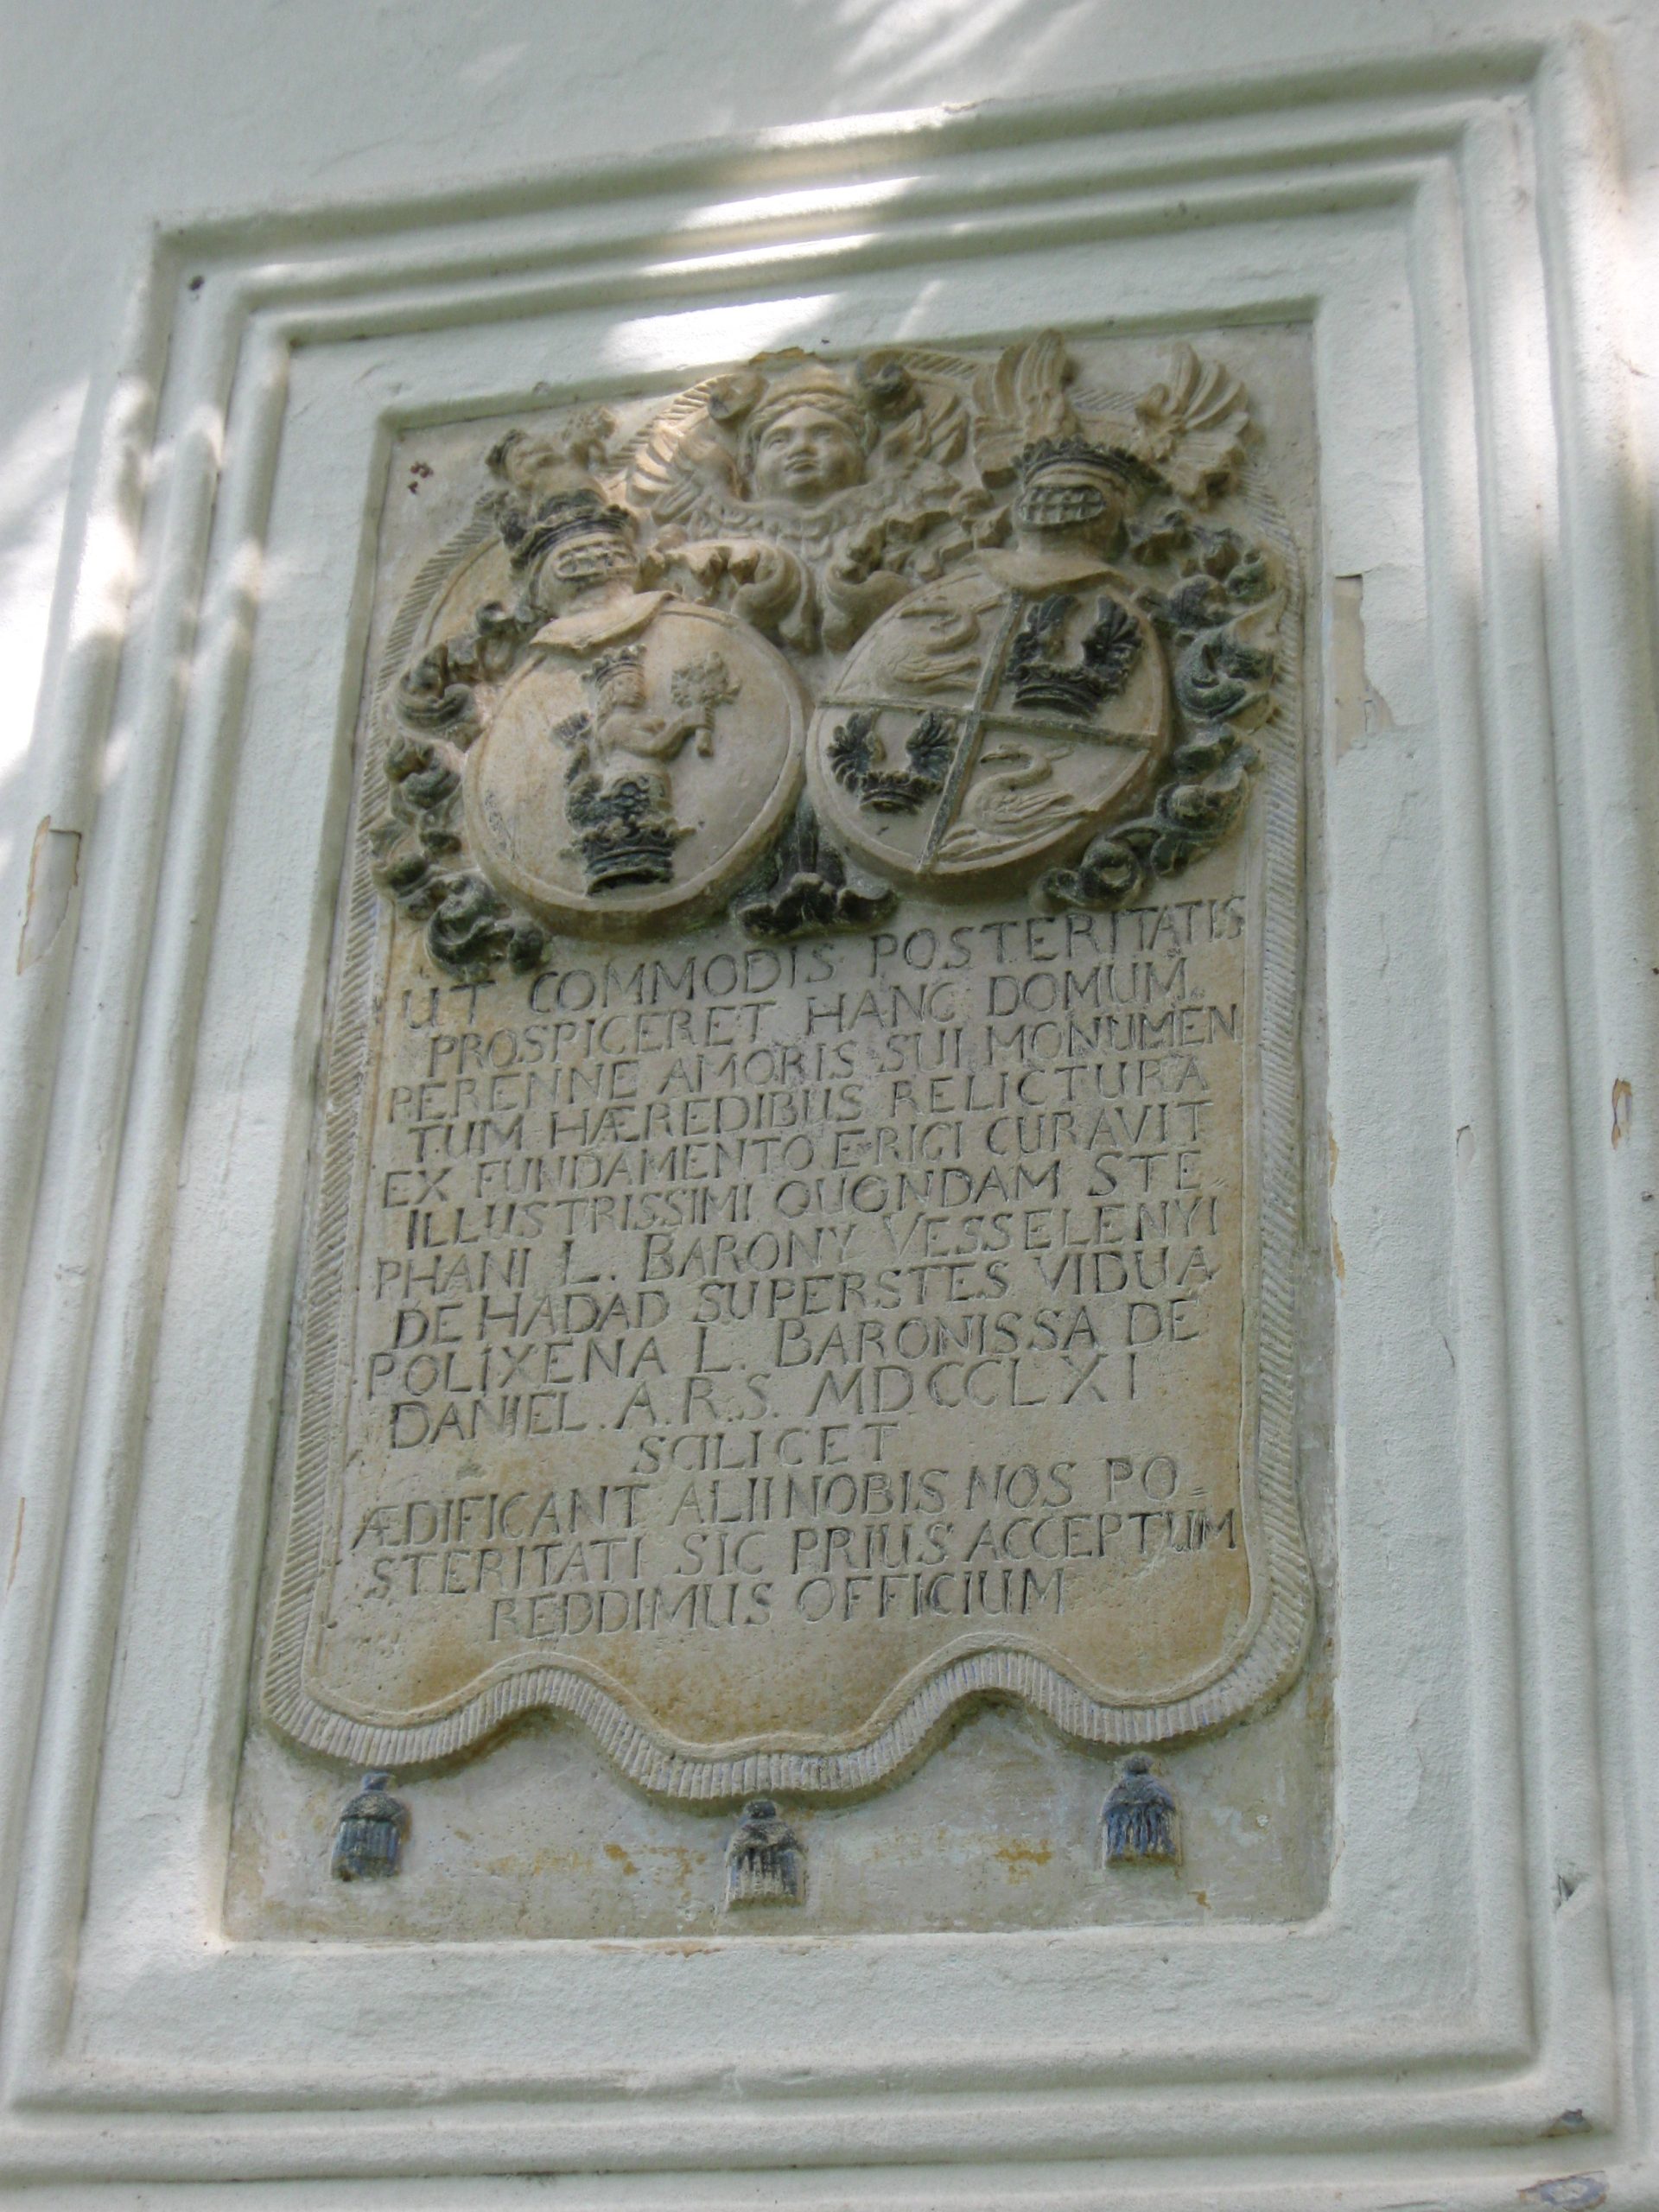 UT COMMODIS POSTERITATIS
PROSPICERET HANC DOMUM
PERENNE AMORIS SUI MONUMEN
TUM HÆREDIBUS RELICTURA
EX FUNDAMENTO ERIGI CURAVIT
ILLUSTRISSIMI QUONDAM STE
PHANI L. BARONY VESSELENYI
DE HADAD SUPERSTES VIDUA
POLIXENA L. BARONISSA DE
DANIEL. A.R.S. MDCCLXI
SCILICET
ÆDIFICANT ALII NOBIS NOS PO=
STERITATI SIC PRIUS ACCEPTUM
REDDIMUS OFFICIUM